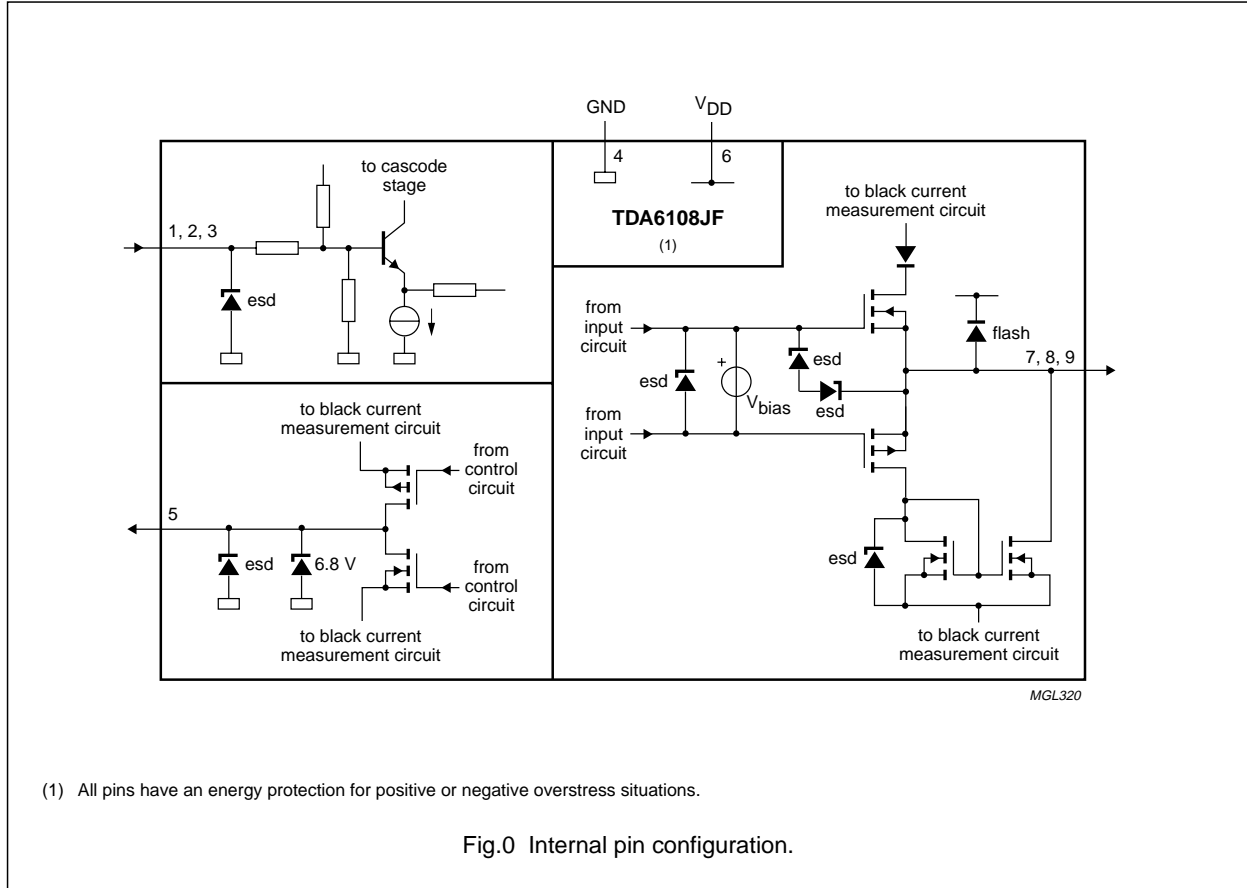 GND
VDD
4
6
TDA6108JF
(1)
to cascode
stage
1, 2, 3
esd
to black current
measurement circuit
from
control
circuit
5
esd
6.8 V
from
control
circuit
to black current
measurement circuit
to black current
measurement circuit
from
input
circuit
flash
7, 8, 9
esd
esd
+
Vbias
esd
from
input
circuit
esd
to black current
measurement circuit
MGL320
(1) All pins have an energy protection for positive or negative overstress situations.
Fig.0 Internal pin configuration.